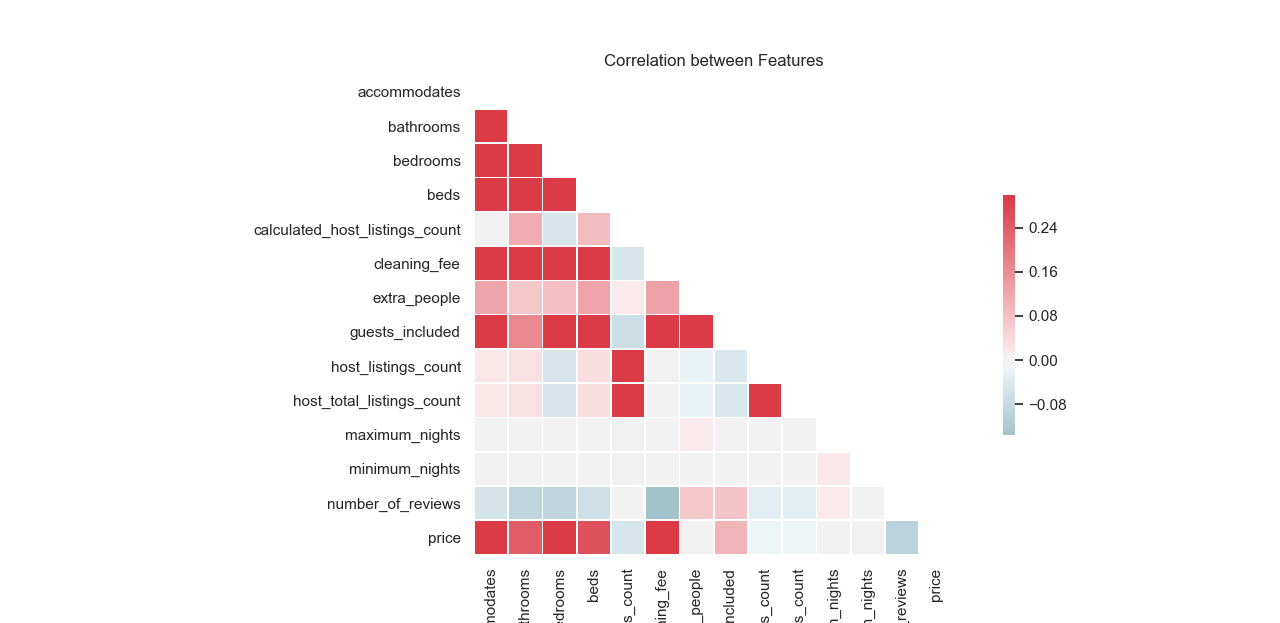 Correlation between Features
accommodates
bathrooms
bedrooms
beds
calculated_host_listings_count
cleaning_fee
extra_people
guests_included
host_listings_count
host_total_listings_count
maximum_nights
minimum_nights
number_of_reviews
price
0.24
0.16
0.08
0.00
−0.08
modates
throoms
edrooms
beds
s_count
ning_fee
_people
ncluded
s_count
s_count
n_nights
n_nights
_reviews
price